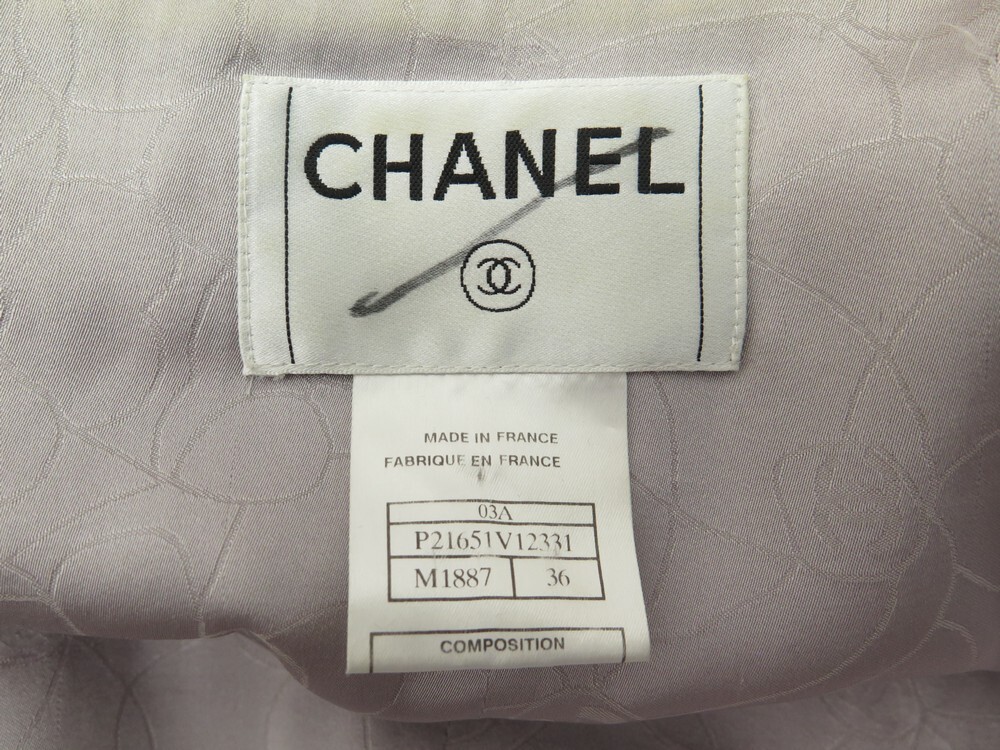 CHANEL
MADE IN FRANCE
FABRIQUE EN FRANCE
03A
P21651V12331
M1887 36
COMPOSITION